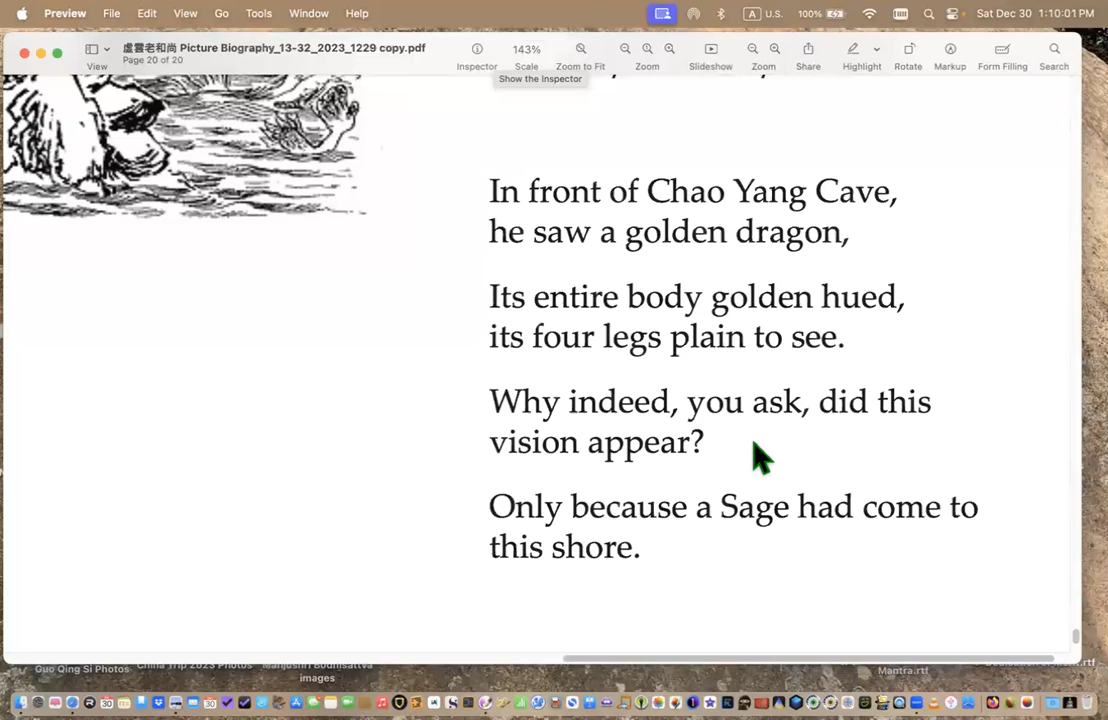 Preview File Edit View Go Tools Window Help A U.S. 100% Sat Dec 30 1:10:01 PM
虛雲老和尚 Picture Biography_13-32_2023_1229 copy.pdf
Page 20 of 20
143%
View Inspector Scale Zoom to Fit Zoom Slideshow Zoom Share Highlight Rotate Markup Form Filling Search
Show the Inspector
In front of Chao Yang Cave,
he saw a golden dragon,
Its entire body golden hued,
its four legs plain to see.
Why indeed, you ask, did this
vision appear?
Only because a Sage had come to
this shore.
Guo Qing Si Photos China Trip 2023 Photos Manjushri Bodhisattva
images
Mantra.rtf